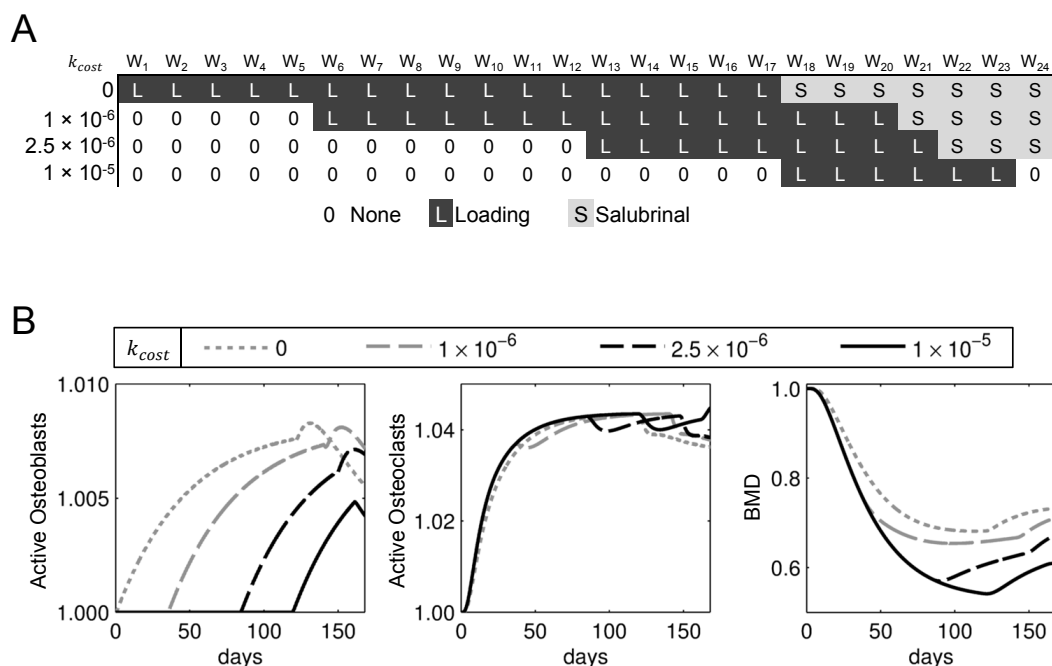 A
k_cost W1 W2 W3 W4 W5 W6 W7 W8 W9 W10 W11 W12 W13 W14 W15 W16 W17 W18 W19 W20 W21 W22 W23 W24
0 L L L L L L L L L L L L L L L L L S S S S S S S
1 × 10-6 0 0 0 0 0 L L L L L L L L L L L L L L L S S S S
2.5 × 10-6 0 0 0 0 0 0 0 0 0 0 0 0 L L L L L L L L L S S S
1 × 10-5 0 0 0 0 0 0 0 0 0 0 0 0 0 0 0 0 0 L L L L L L 0
0 None L Loading S Salubrinal
B
k_cost 0 1 × 10-6 2.5 × 10-6 1 × 10-5
Active Osteoblasts
1.010
1.005
1.000
0 50 100 150
days
Active Osteoclasts
1.04
1.02
1.00
0 50 100 150
days
BMD
1.0
0.8
0.6
0 50 100 150
days